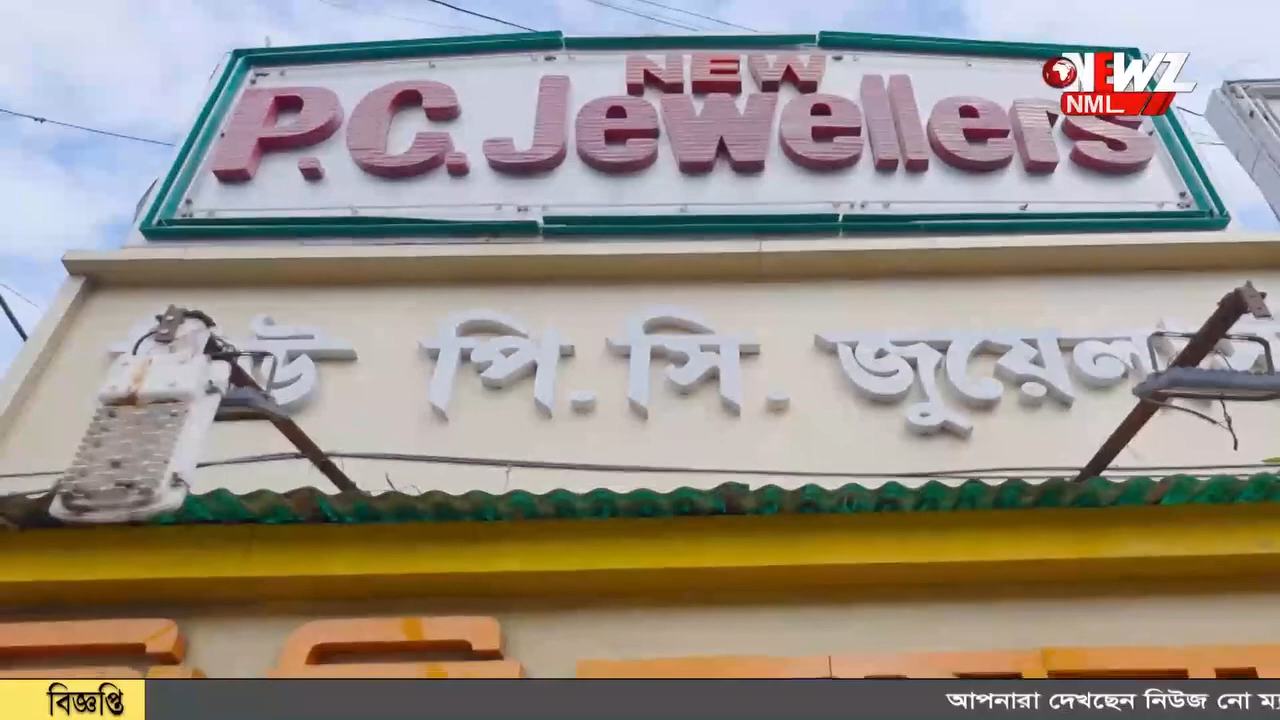 NEW
P.C. Jewellers
NEWZ
NML
উ পি.সি. জুয়েলা
বিজ্ঞপ্তি
আপনারা দেখছেন নিউজ নো ম